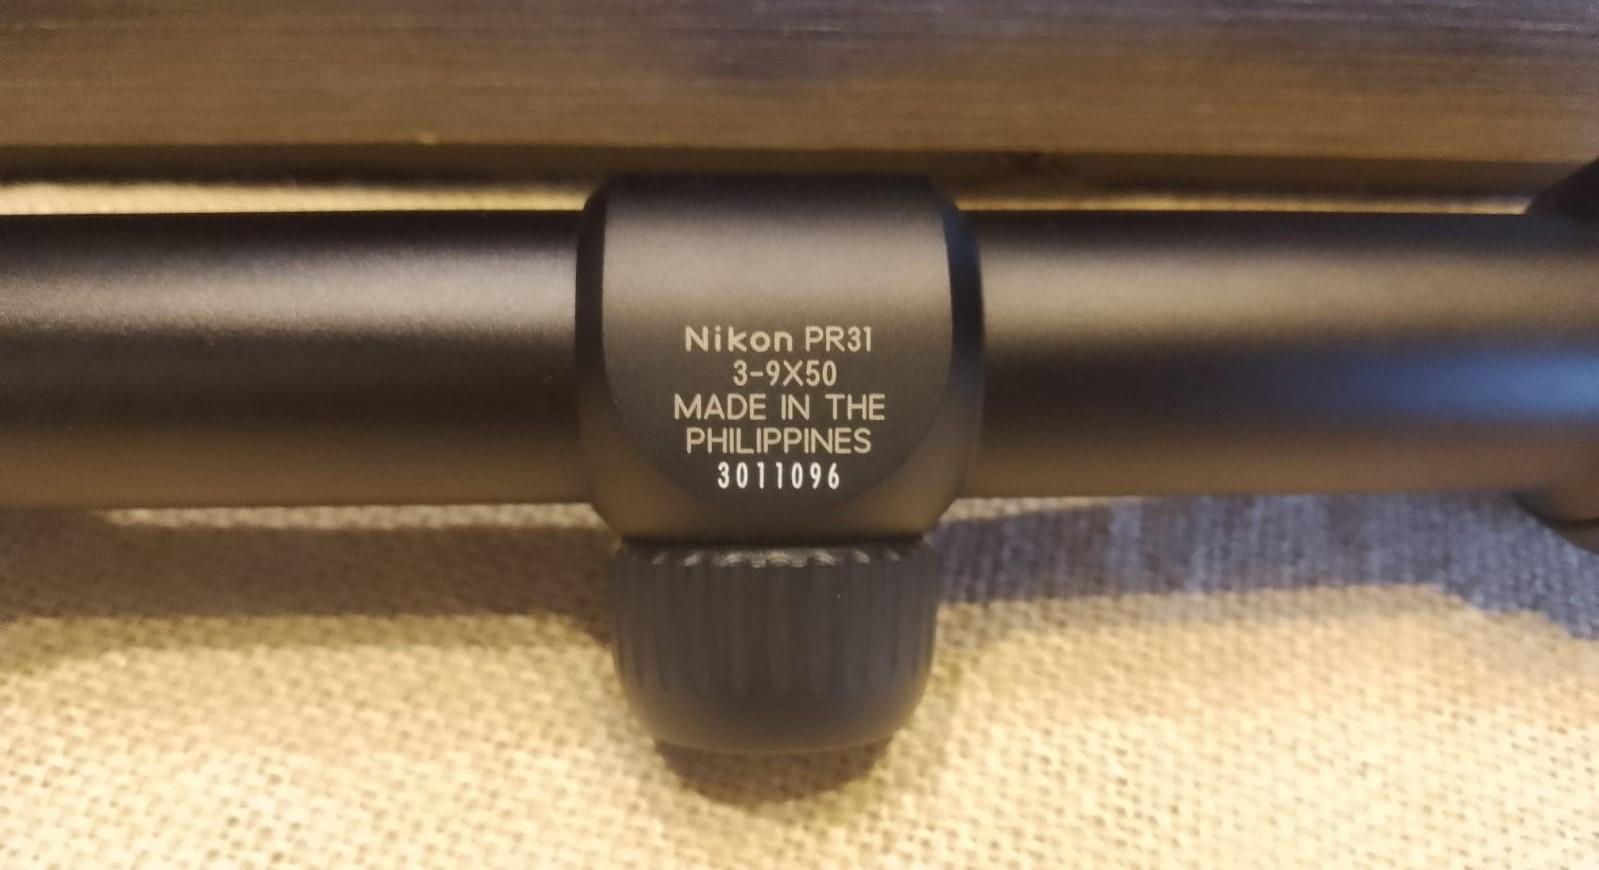 Nikon PR31
3-9X50
MADE IN THE
PHILIPPINES
3011096